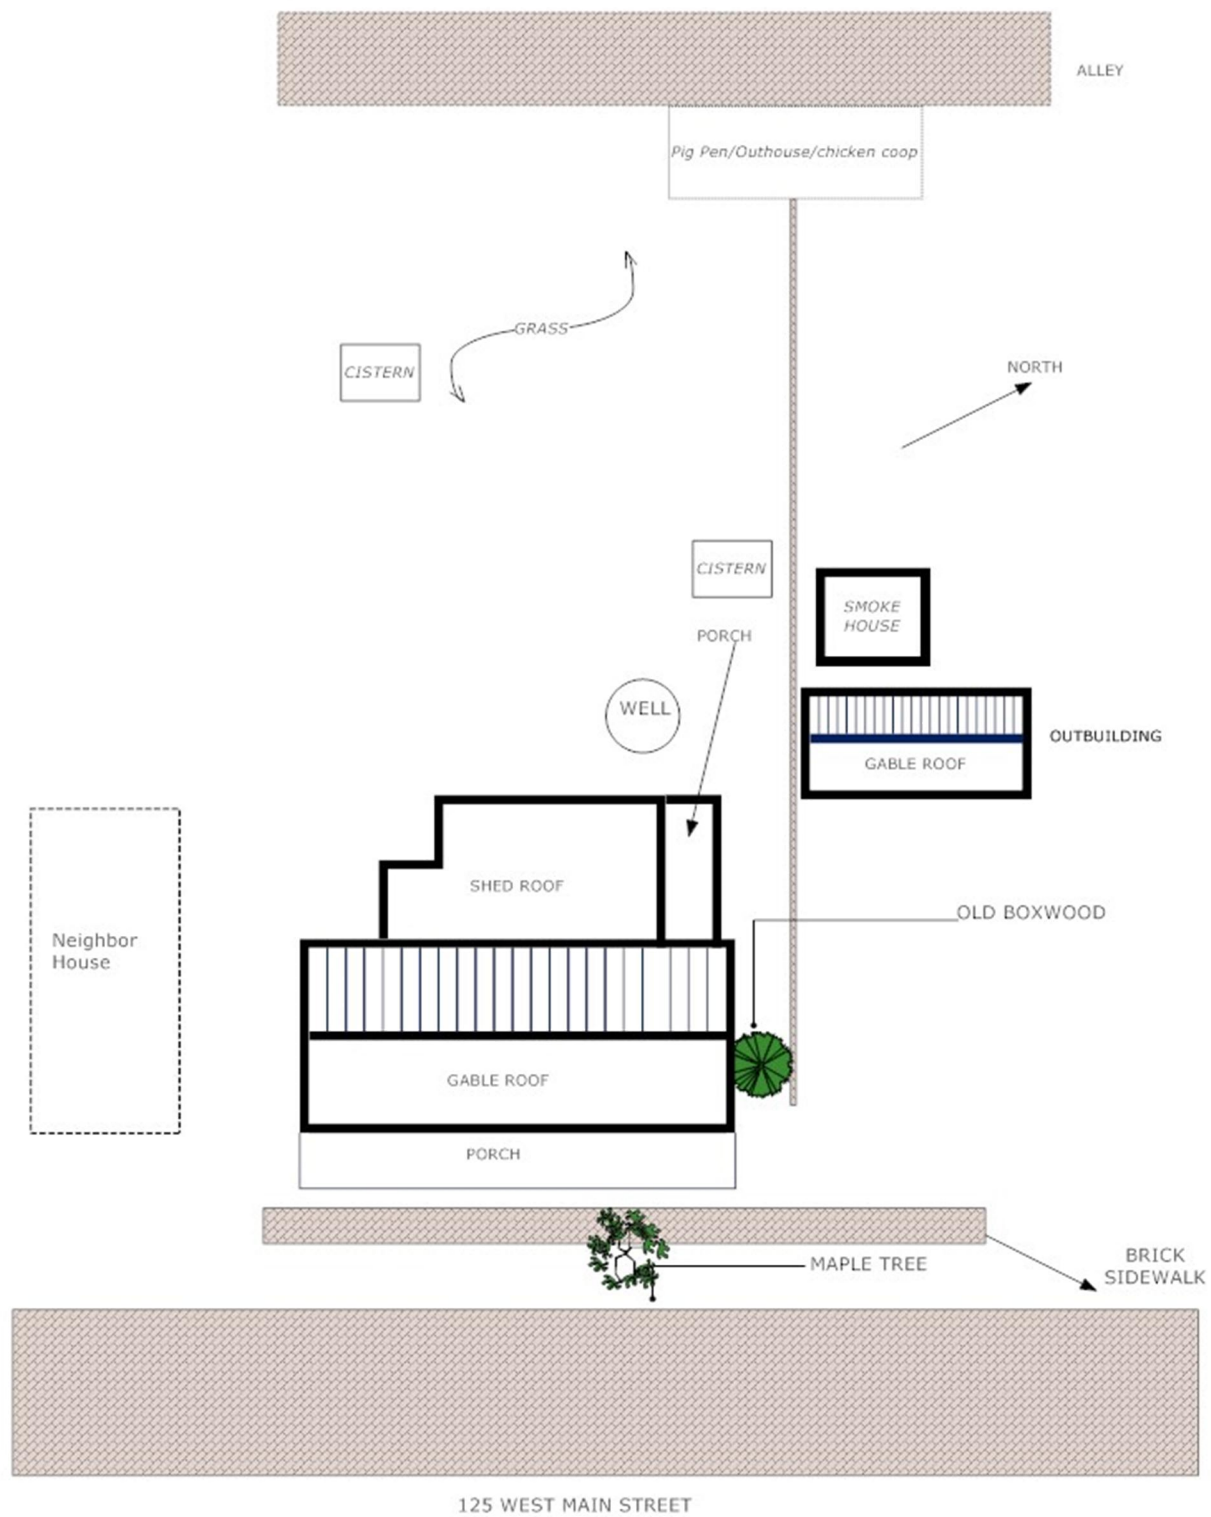 ALLEY
Pig Pen/Outhouse/chicken coop
GRASS
CISTERN
NORTH
CISTERN
SMOKE
HOUSE
PORCH
WELL
OUTBUILDING
GABLE ROOF
SHED ROOF
OLD BOXWOOD
Neighbor
House
GABLE ROOF
PORCH
MAPLE TREE
BRICK
SIDEWALK
125 WEST MAIN STREET